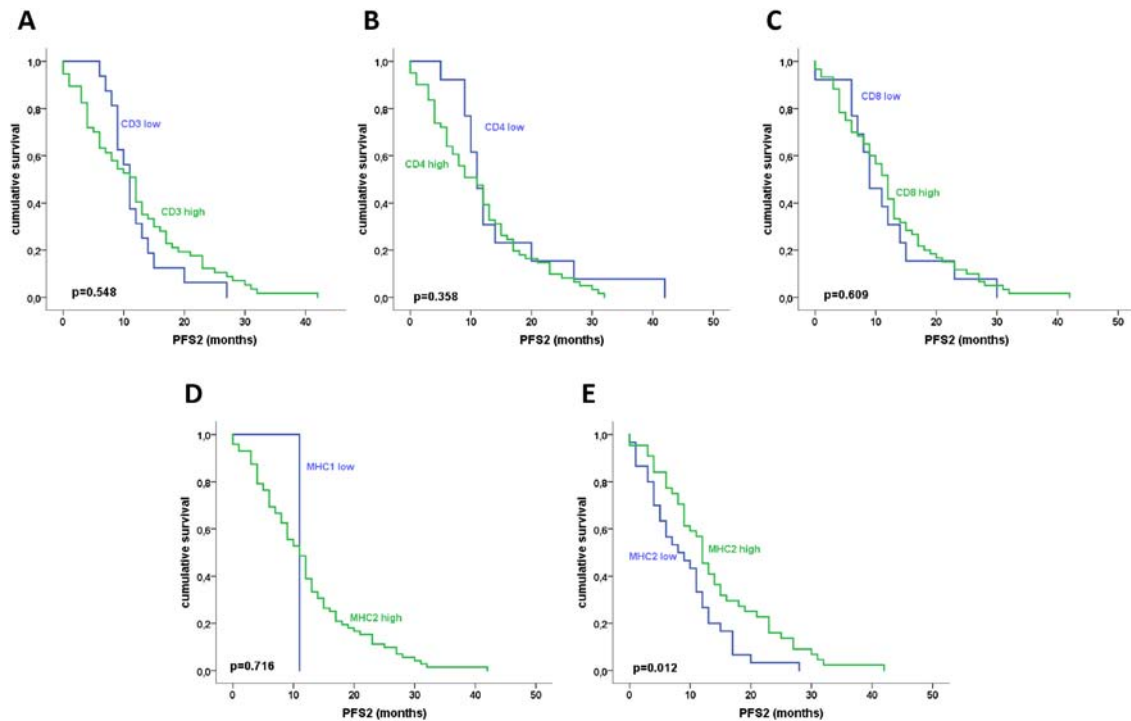 A
cumulative survival
1,0
0,8
0,6
0,4
0,2
0,0
CD3 low
CD3 high
p=0.548
0 10 20 30 40
PFS2 (months)
B
cumulative survival
1,0
0,8
0,6
0,4
0,2
0,0
CD4 low
CD4 high
p=0.358
0 10 20 30 40 50
PFS2 (months)
C
cumulative survival
1,0
0,8
0,6
0,4
0,2
0,0
CD8 low
CD8 high
p=0.609
0 10 20 30 40 50
PFS2 (months)
D
cumulative survival
1,0
0,8
0,6
0,4
0,2
0,0
MHC1 low
MHC2 high
p=0.716
0 10 20 30 40 50
PFS2 (months)
E
cumulative survival
1,0
0,8
0,6
0,4
0,2
0,0
MHC2 high
MHC2 low
p=0.012
0 10 20 30 40 50
PFS2 (months)